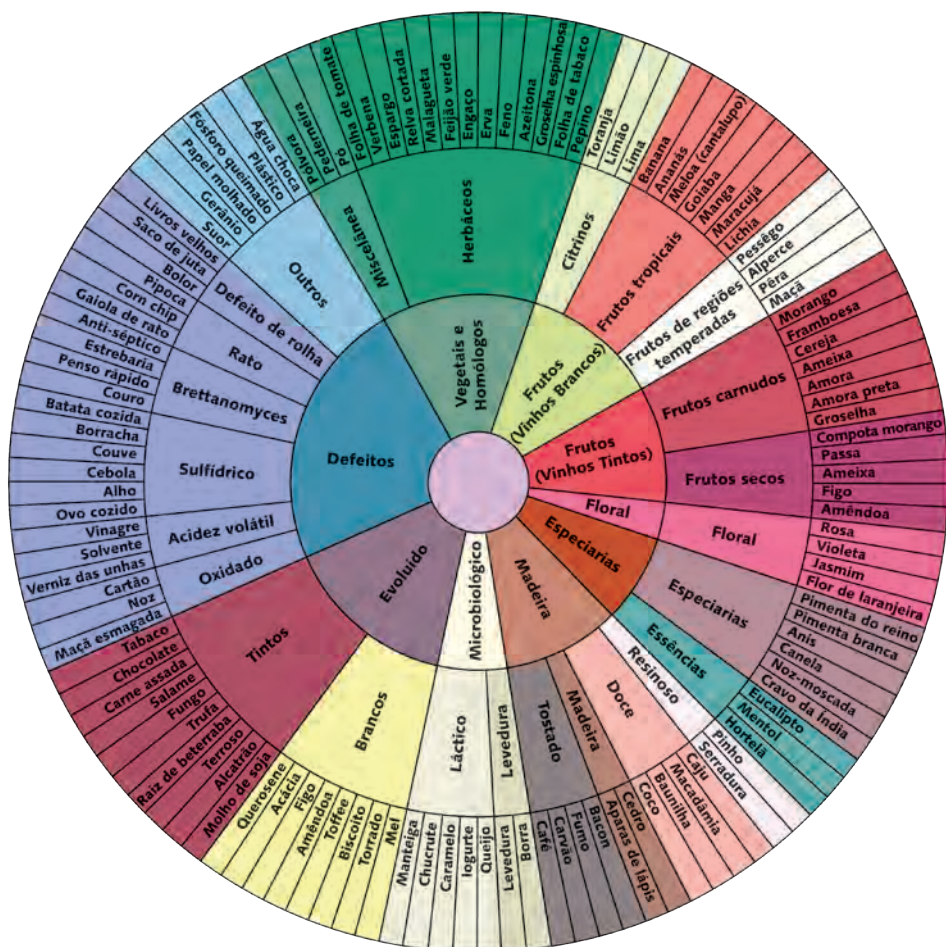 Vegetais e
Homólogos
Miscelânea
Pólvora
Pederneira
Pó
Herbáceos
Folha de tomate
Verbena
Espargo
Relva cortada
Malagueta
Feijão verde
Engaço
Erva
Feno
Azeitona
Groselha espinhosa
Folha de tabaco
Pepino
Frutos
(Vinhos Brancos)
Citrinos
Toranja
Limão
Lima
Frutos tropicais
Banana
Ananás
Meloa (cantalupo)
Goiaba
Manga
Maracujá
Lichia
Frutos de regiões
temperadas
Pessêgo
Alperce
Pêra
Maçã
Frutos
(Vinhos Tintos)
Frutos carnudos
Morango
Framboesa
Cereja
Ameixa
Amora
Amora preta
Groselha
Frutos secos
Compota morango
Passa
Ameixa
Figo
Amêndoa
Floral
Floral
Rosa
Violeta
Jasmim
Flor de laranjeira
Especiarias
Especiarias
Pimenta do reino
Pimenta branca
Anis
Canela
Noz-moscada
Cravo da Índia
Essências
Eucalipto
Mentol
Hortelã
Madeira
Resinoso
Pinho
Serradura
Doce
Caju
Macadâmia
Baunilha
Coco
Madeira
Cedro
Aparas de lápis
Tostado
Bacon
Fumo
Carvão
Café
Microbiológico
Levedura
Borra
Levedura
Láctico
Queijo
Iogurte
Caramelo
Chucrute
Manteiga
Evoluído
Brancos
Mel
Torrado
Biscoito
Toffee
Amêndoa
Figo
Acácia
Querosene
Tintos
Molho de soja
Alcatrão
Terroso
Raiz de beterraba
Trufa
Fungo
Salame
Carne assada
Chocolate
Tabaco
Defeitos
Oxidado
Maçã esmagada
Noz
Cartão
Acidez volátil
Verniz das unhas
Solvente
Vinagre
Sulfídrico
Ovo cozido
Alho
Cebola
Couve
Borracha
Batata cozida
Brettanomyces
Couro
Penso rápido
Estrebaria
Anti-séptico
Rato
Gaiola de rato
Corn chip
Pipoca
Defeito de rolha
Bolor
Saco de juta
Livros velhos
Outros
Suor
Gerânio
Papel molhado
Fósforo queimado
Plástico
Água choca